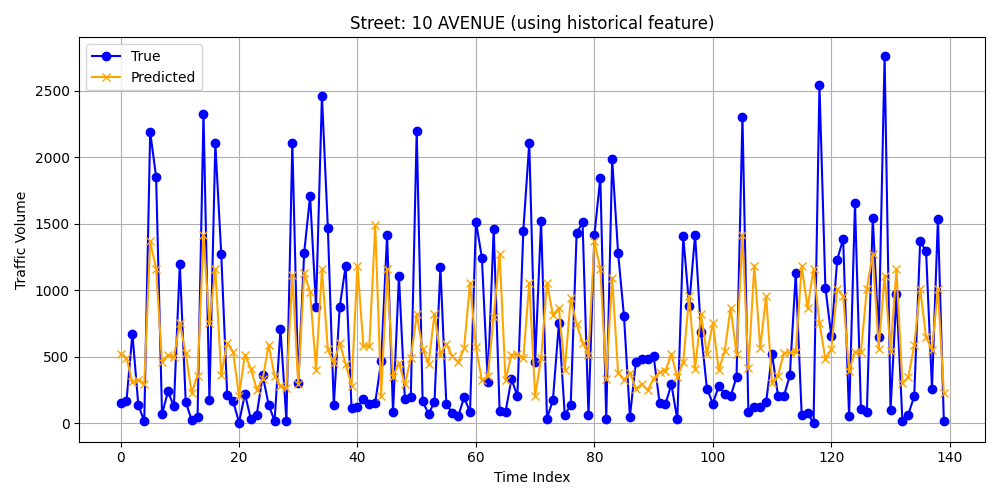 Street: 10 AVENUE (using historical feature)
True
Predicted
Traffic Volume
2500
2000
1500
1000
500
0
0 20 40 60 80 100 120 140
Time Index